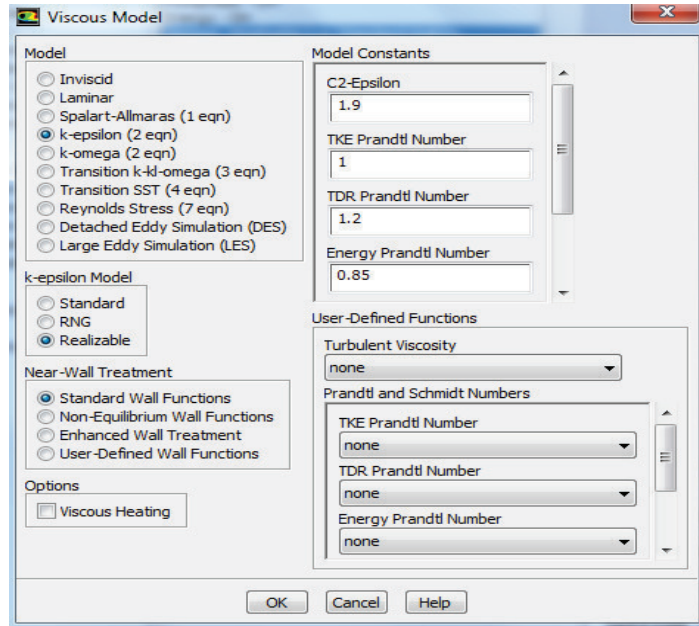 Viscous Model
Model
Inviscid
Laminar
Spalart-Allmaras (1 eqn)
k-epsilon (2 eqn)
k-omega (2 eqn)
Transition k-kl-omega (3 eqn)
Transition SST (4 eqn)
Reynolds Stress (7 eqn)
Detached Eddy Simulation (DES)
Large Eddy Simulation (LES)
k-epsilon Model
Standard
RNG
Realizable
Near-Wall Treatment
Standard Wall Functions
Non-Equilibrium Wall Functions
Enhanced Wall Treatment
User-Defined Wall Functions
Options
Viscous Heating
Model Constants
C2-Epsilon
1.9
TKE Prandtl Number
1
TDR Prandtl Number
1.2
Energy Prandtl Number
0.85
User-Defined Functions
Turbulent Viscosity
none
Prandtl and Schmidt Numbers
TKE Prandtl Number
none
TDR Prandtl Number
none
Energy Prandtl Number
none
OK Cancel Help